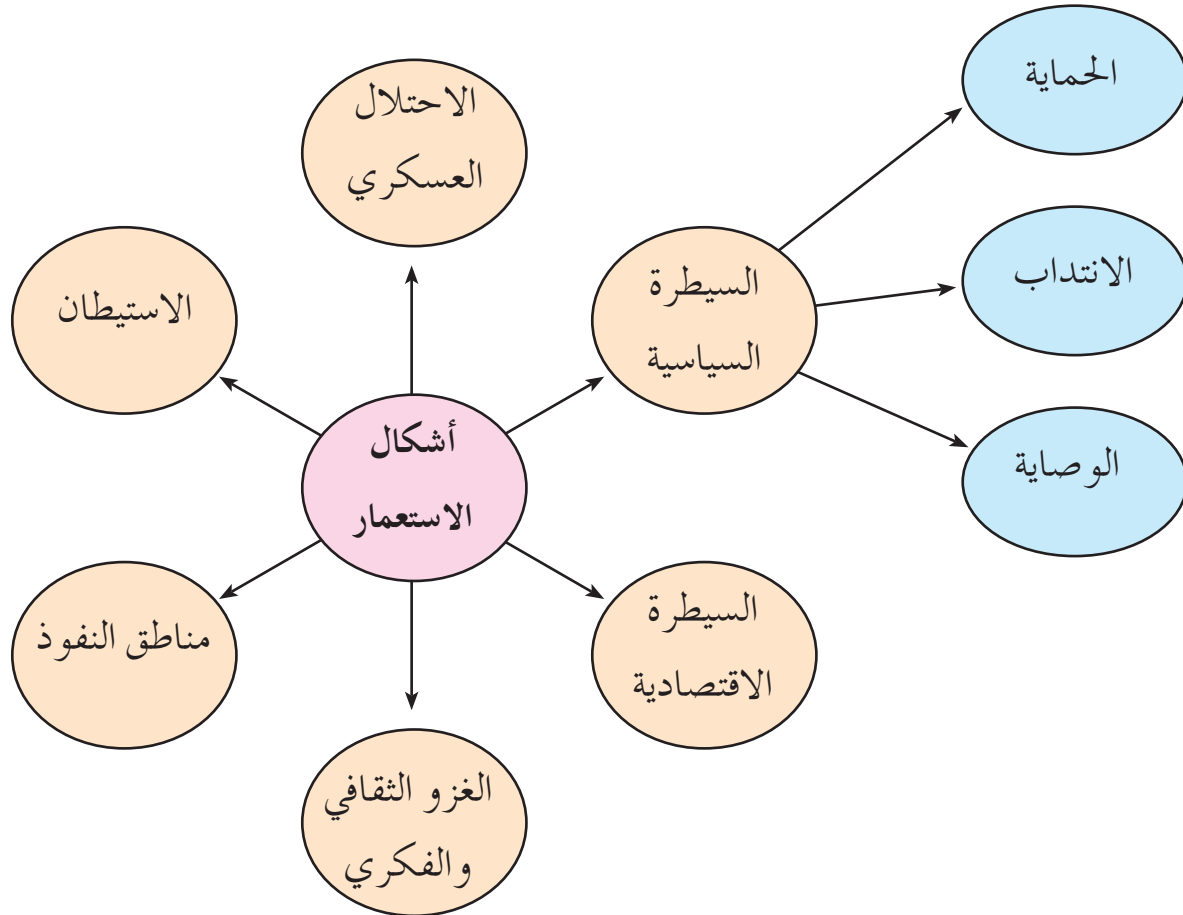 أشكال
الاستعمار
الاحتلال
العسكري
السيطرة
السياسية
الحماية
الانتداب
الوصاية
السيطرة
الاقتصادية
الغزو الثقافي
والفكري
مناطق النفوذ
الاستيطان